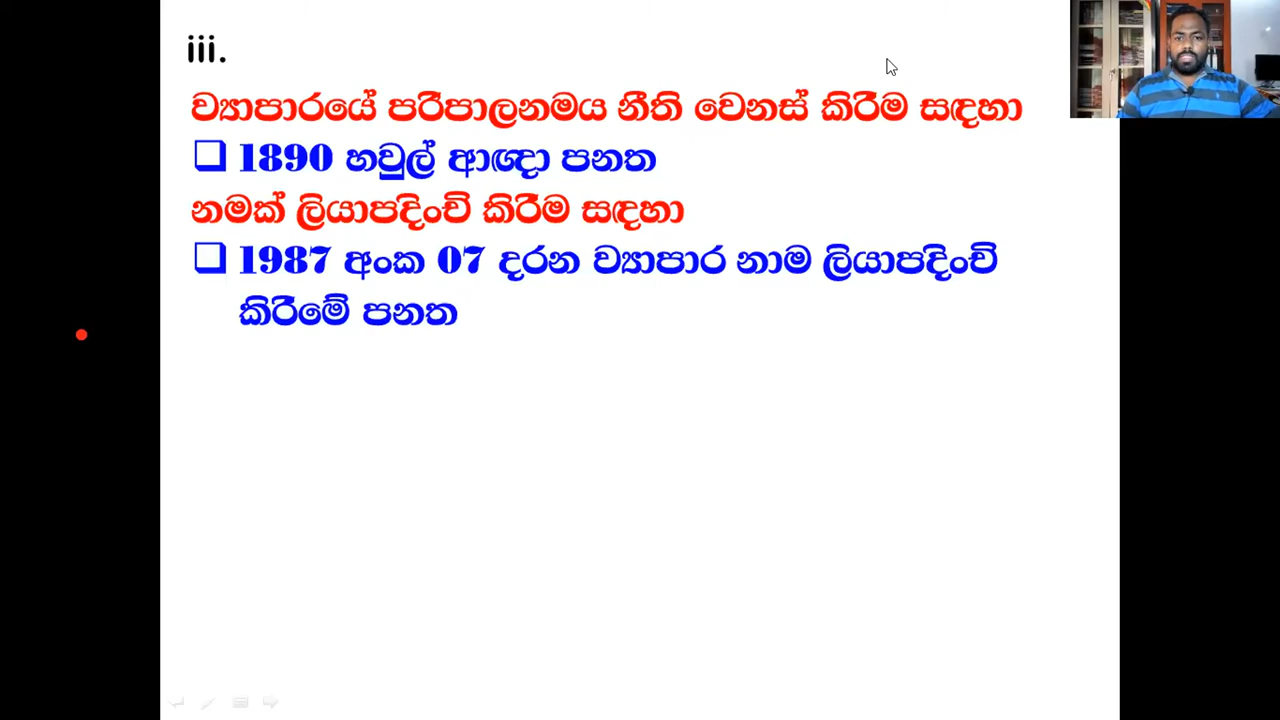 iii.
ව්‍යාපාරයේ පරිපාලනමය නීති වෙනස් කිරීම සඳහා
❑ 1890 හවුල් ආඥා පනත
නමක් ලියාපදිංචි කිරීම සඳහා
❑ 1987 අංක 07 දරන ව්‍යාපාර නාම ලියාපදිංචි
කිරීමේ පනත